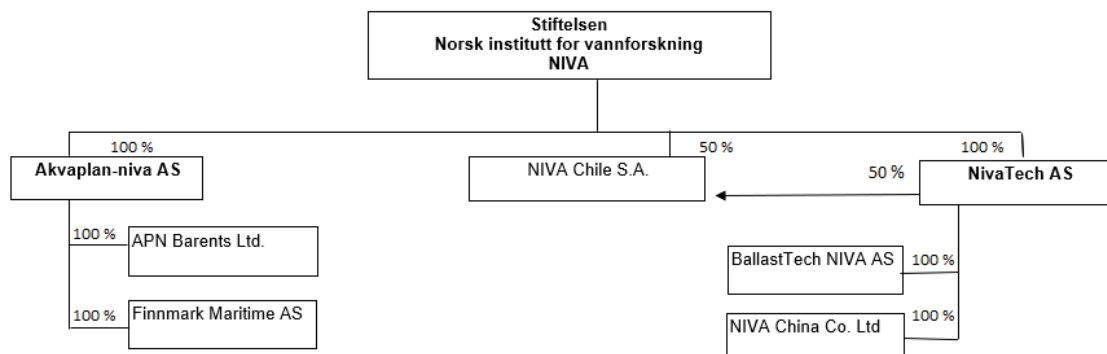 Stiftelsen
Norsk institutt for vannforskning
NIVA
100 %
50 %
100 %
Akvaplan-niva AS
NIVA Chile S.A.
50 %
NivaTech AS
100 %
APN Barents Ltd.
BallastTech NIVA AS
100 %
100 %
Finnmark Maritime AS
NIVA China Co. Ltd
100 %